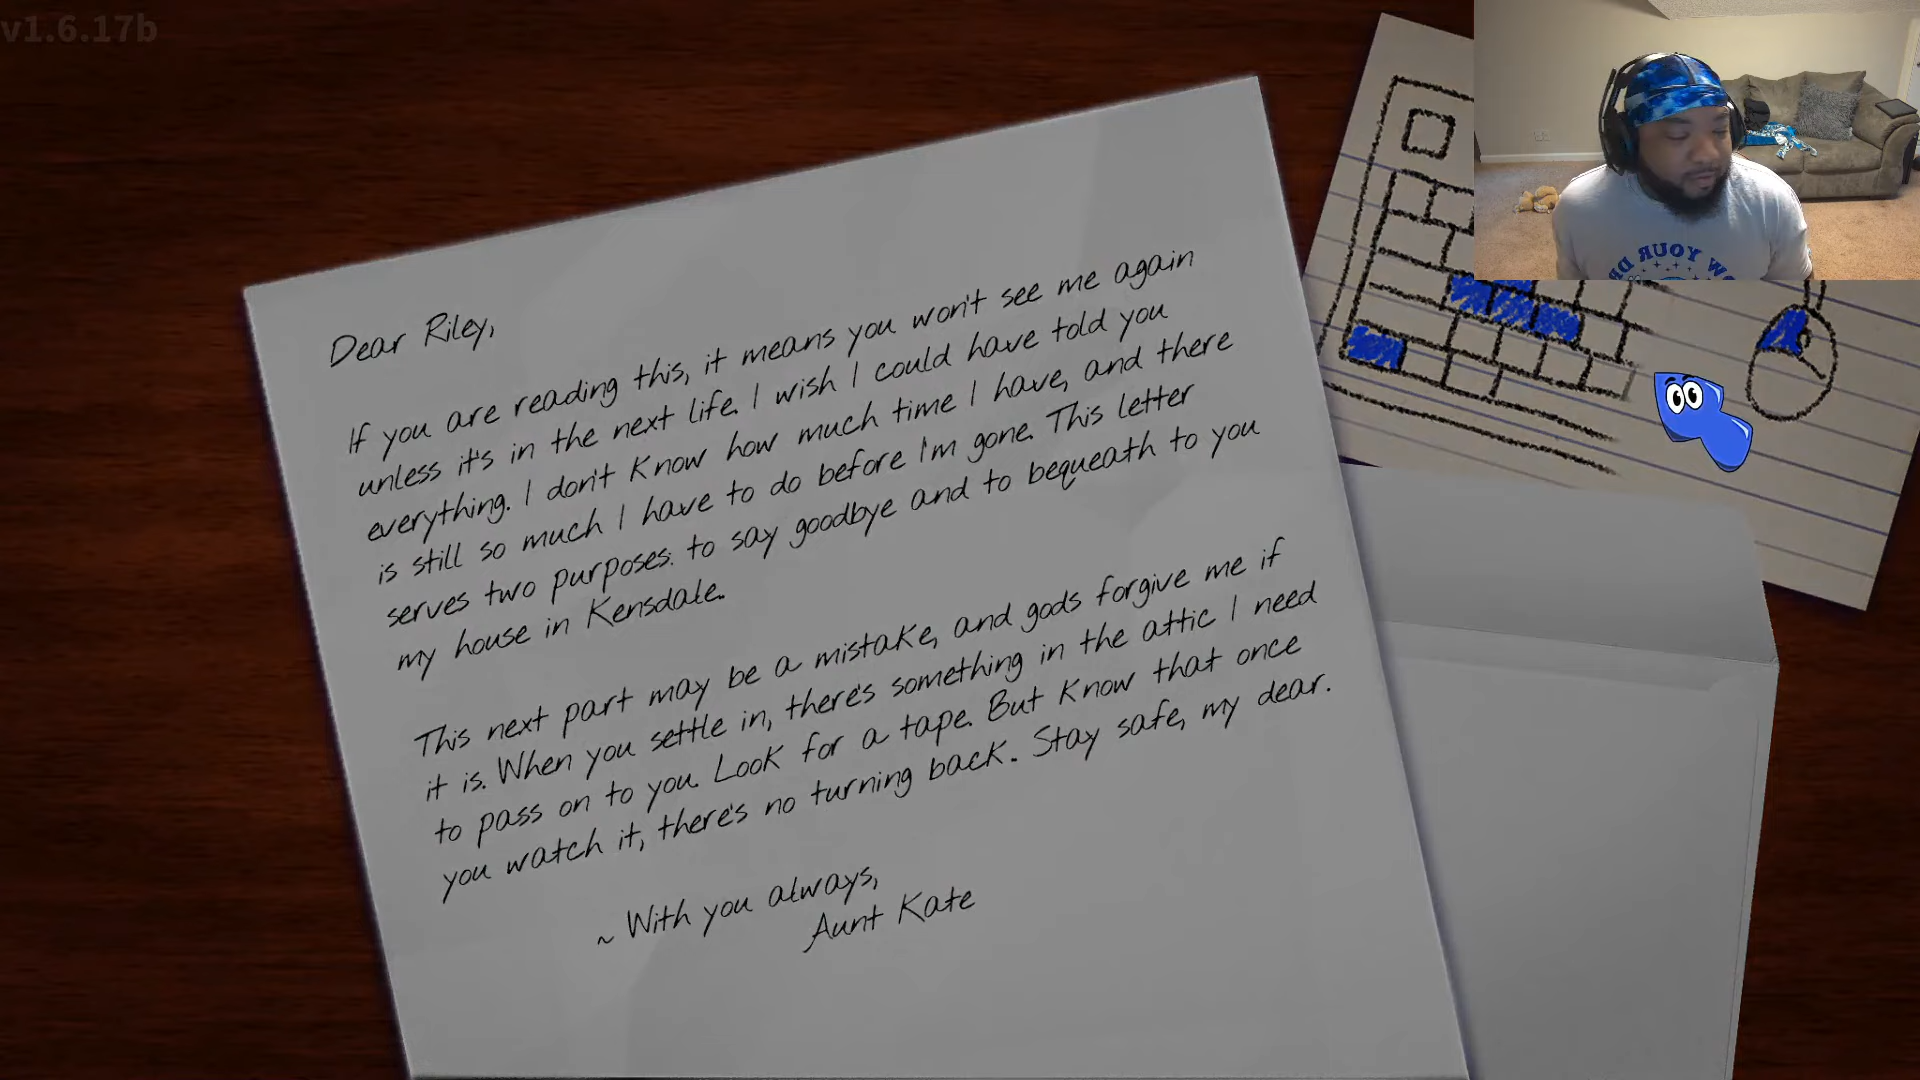 v1.6.17b
Dear Riley,
If you are reading this, it means you won't see me again
unless it's in the next life. I wish I could have told you
everything. I don't know how much time I have, and there
is still so much I have to do before I'm gone. This letter
serves two purposes: to say goodbye and to bequeath to you
my house in Kensdale.
This next part may be a mistake, and gods forgive me if
it is. When you settle in, there's something in the attic I need
to pass on to you. Look for a tape. But know that once
you watch it, there's no turning back. Stay safe, my dear.
~ With you always,
Aunt Kate
YOUR